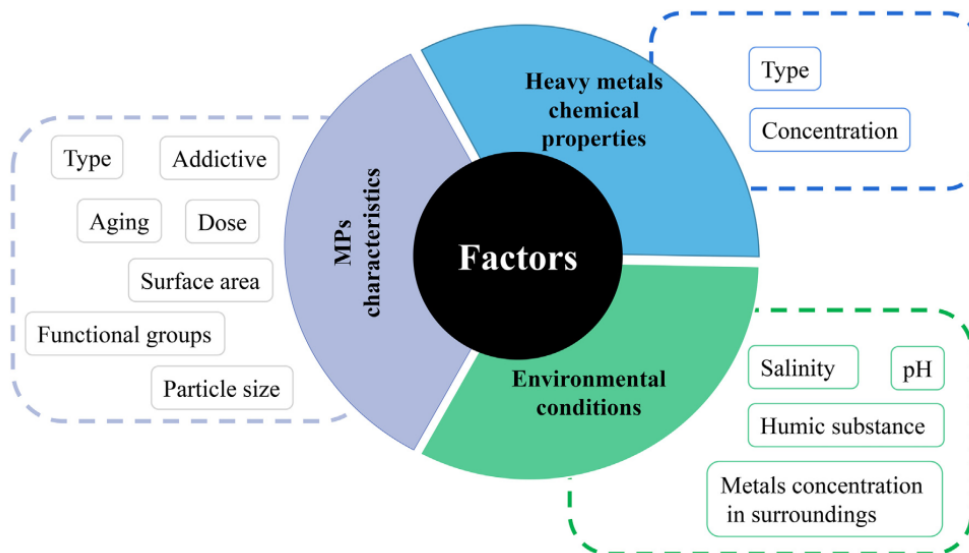 Heavy metals
chemical
properties
Type
Concentration
Type
Addictive
Aging
Dose
Surface area
Functional groups
Particle size
MPs
characteristics
Factors
Environmental
conditions
Salinity
pH
Humic substance
Metals concentration
in surroundings